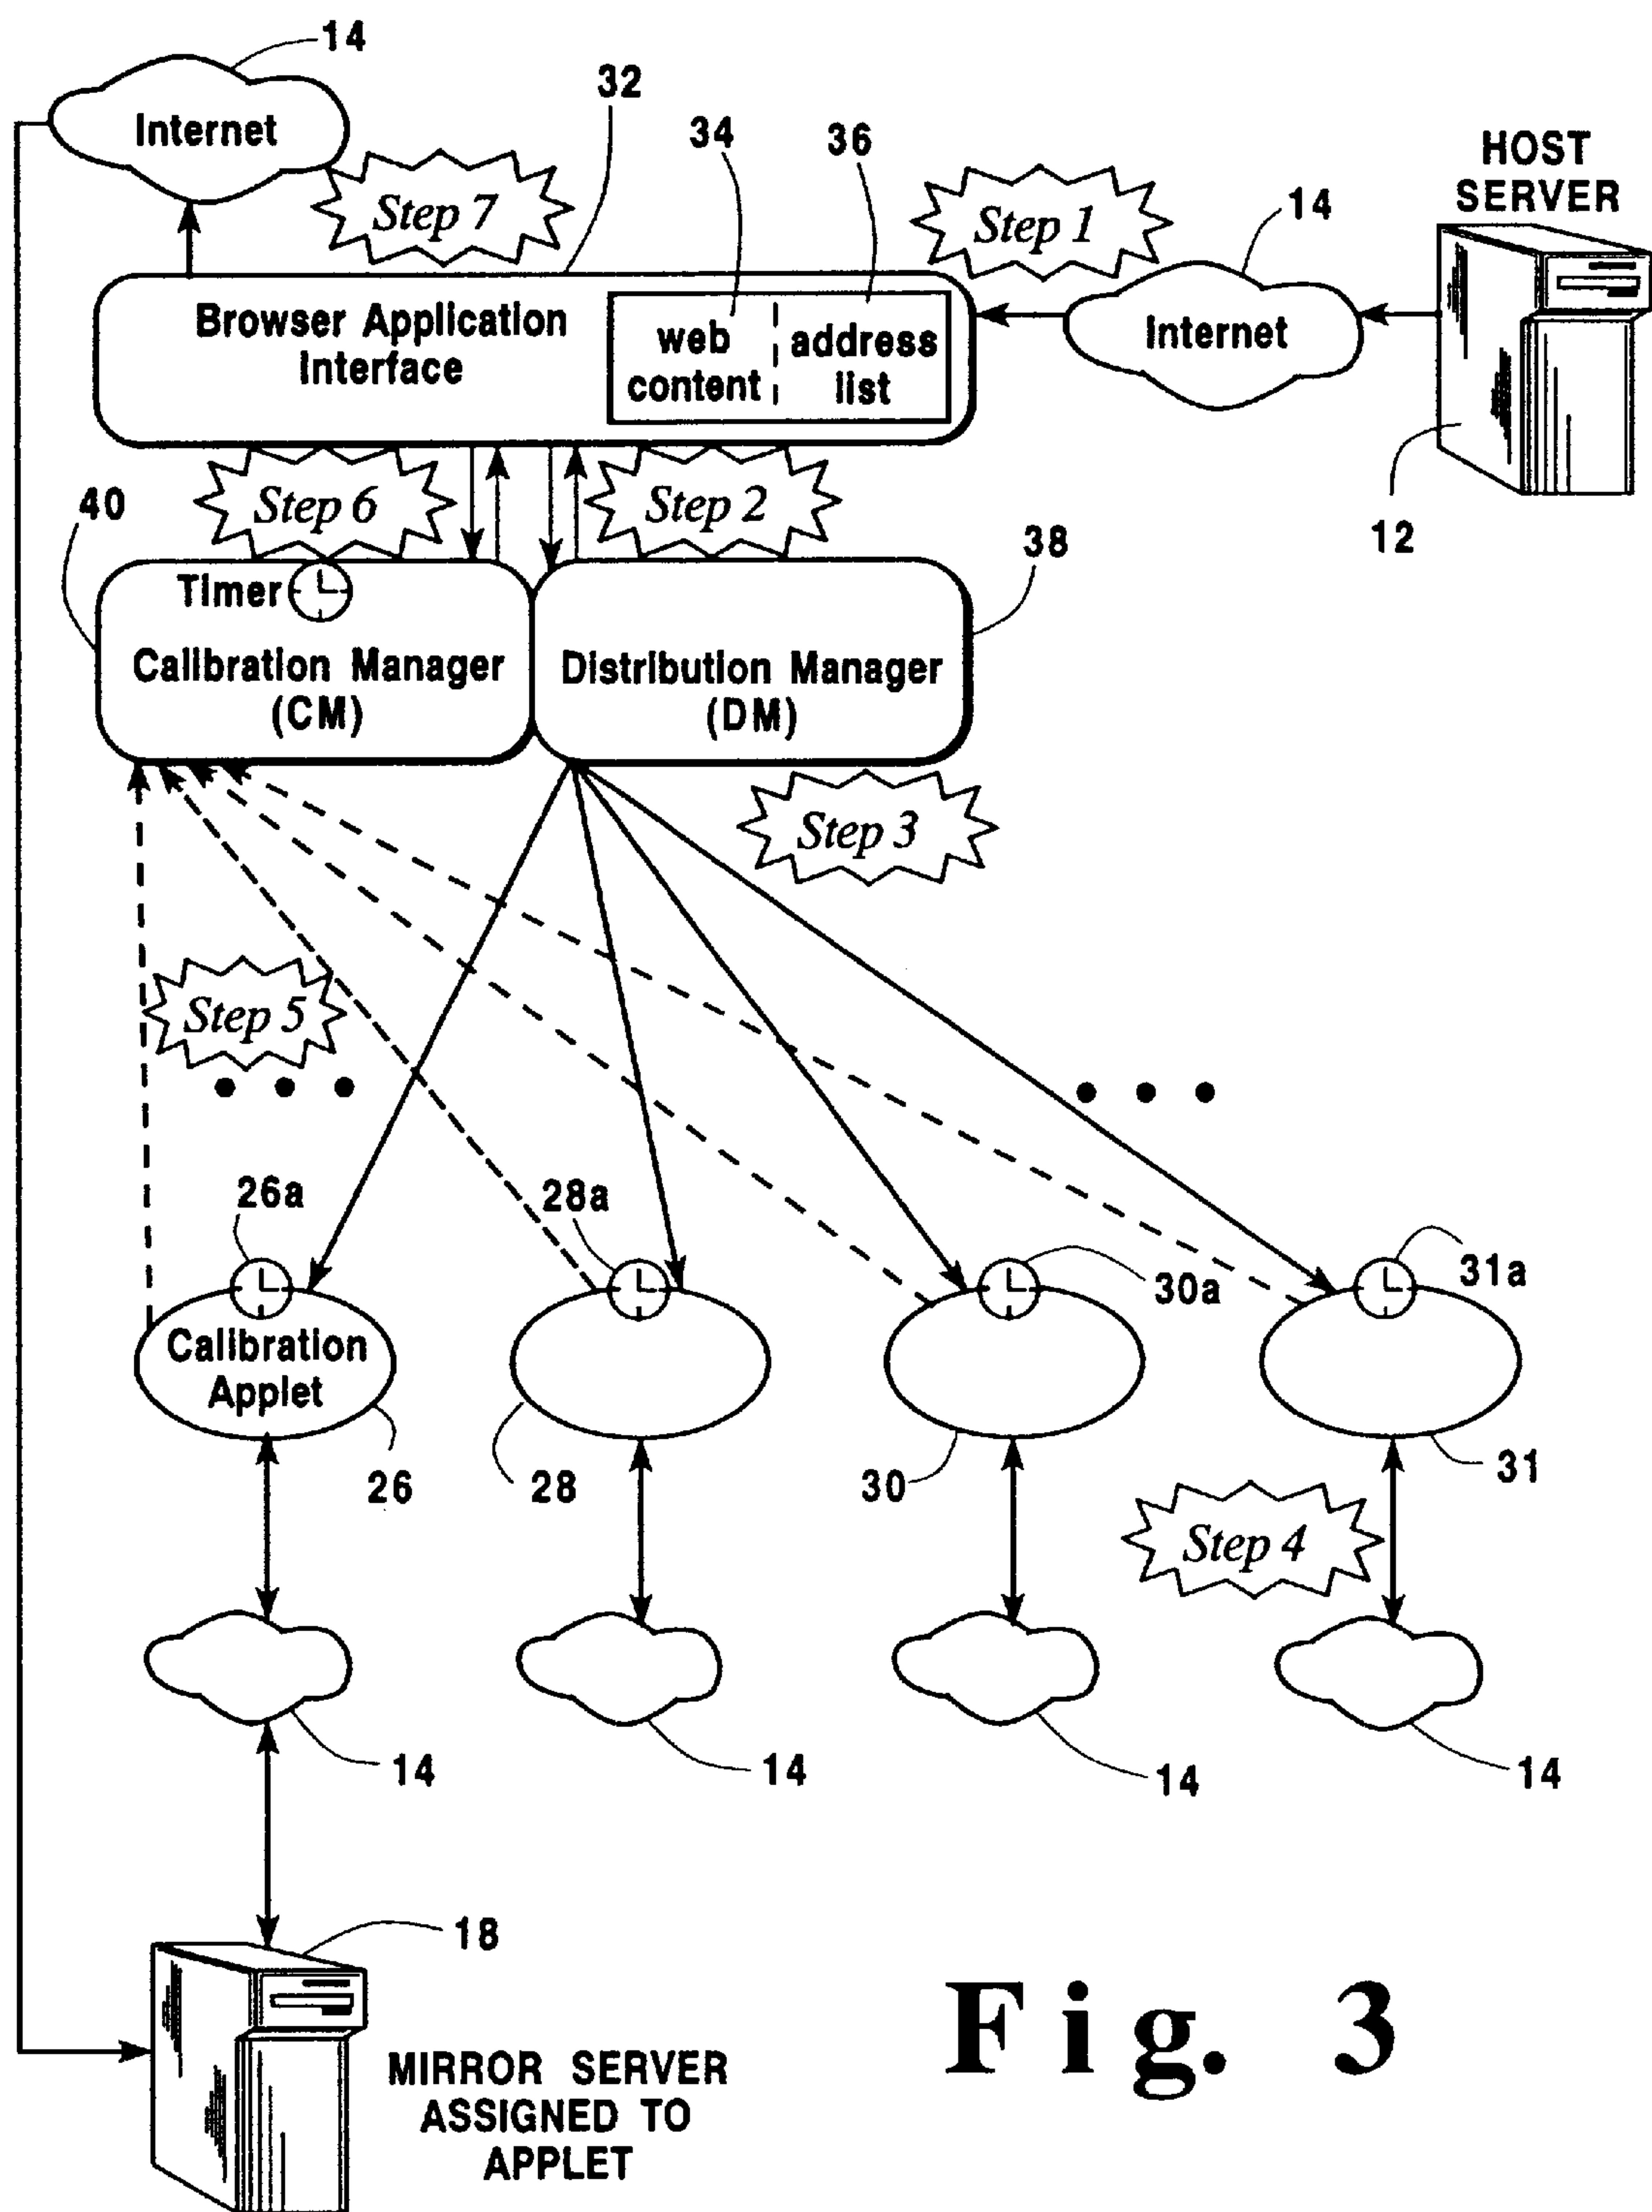 14
Internet
32
34
36
HOST
SERVER
Step 7
Step 1
14
Browser Application
Interface
web
content
address
list
Internet
12
40
Step 6
Step 2
38
Timer
Calibration Manager
(CM)
Distribution Manager
(DM)
Step 3
Step 5
26a
28a
30a
31a
Calibration
Applet
26
28
30
31
Step 4
14
14
14
14
18
MIRROR SERVER
ASSIGNED TO
APPLET
Fig. 3